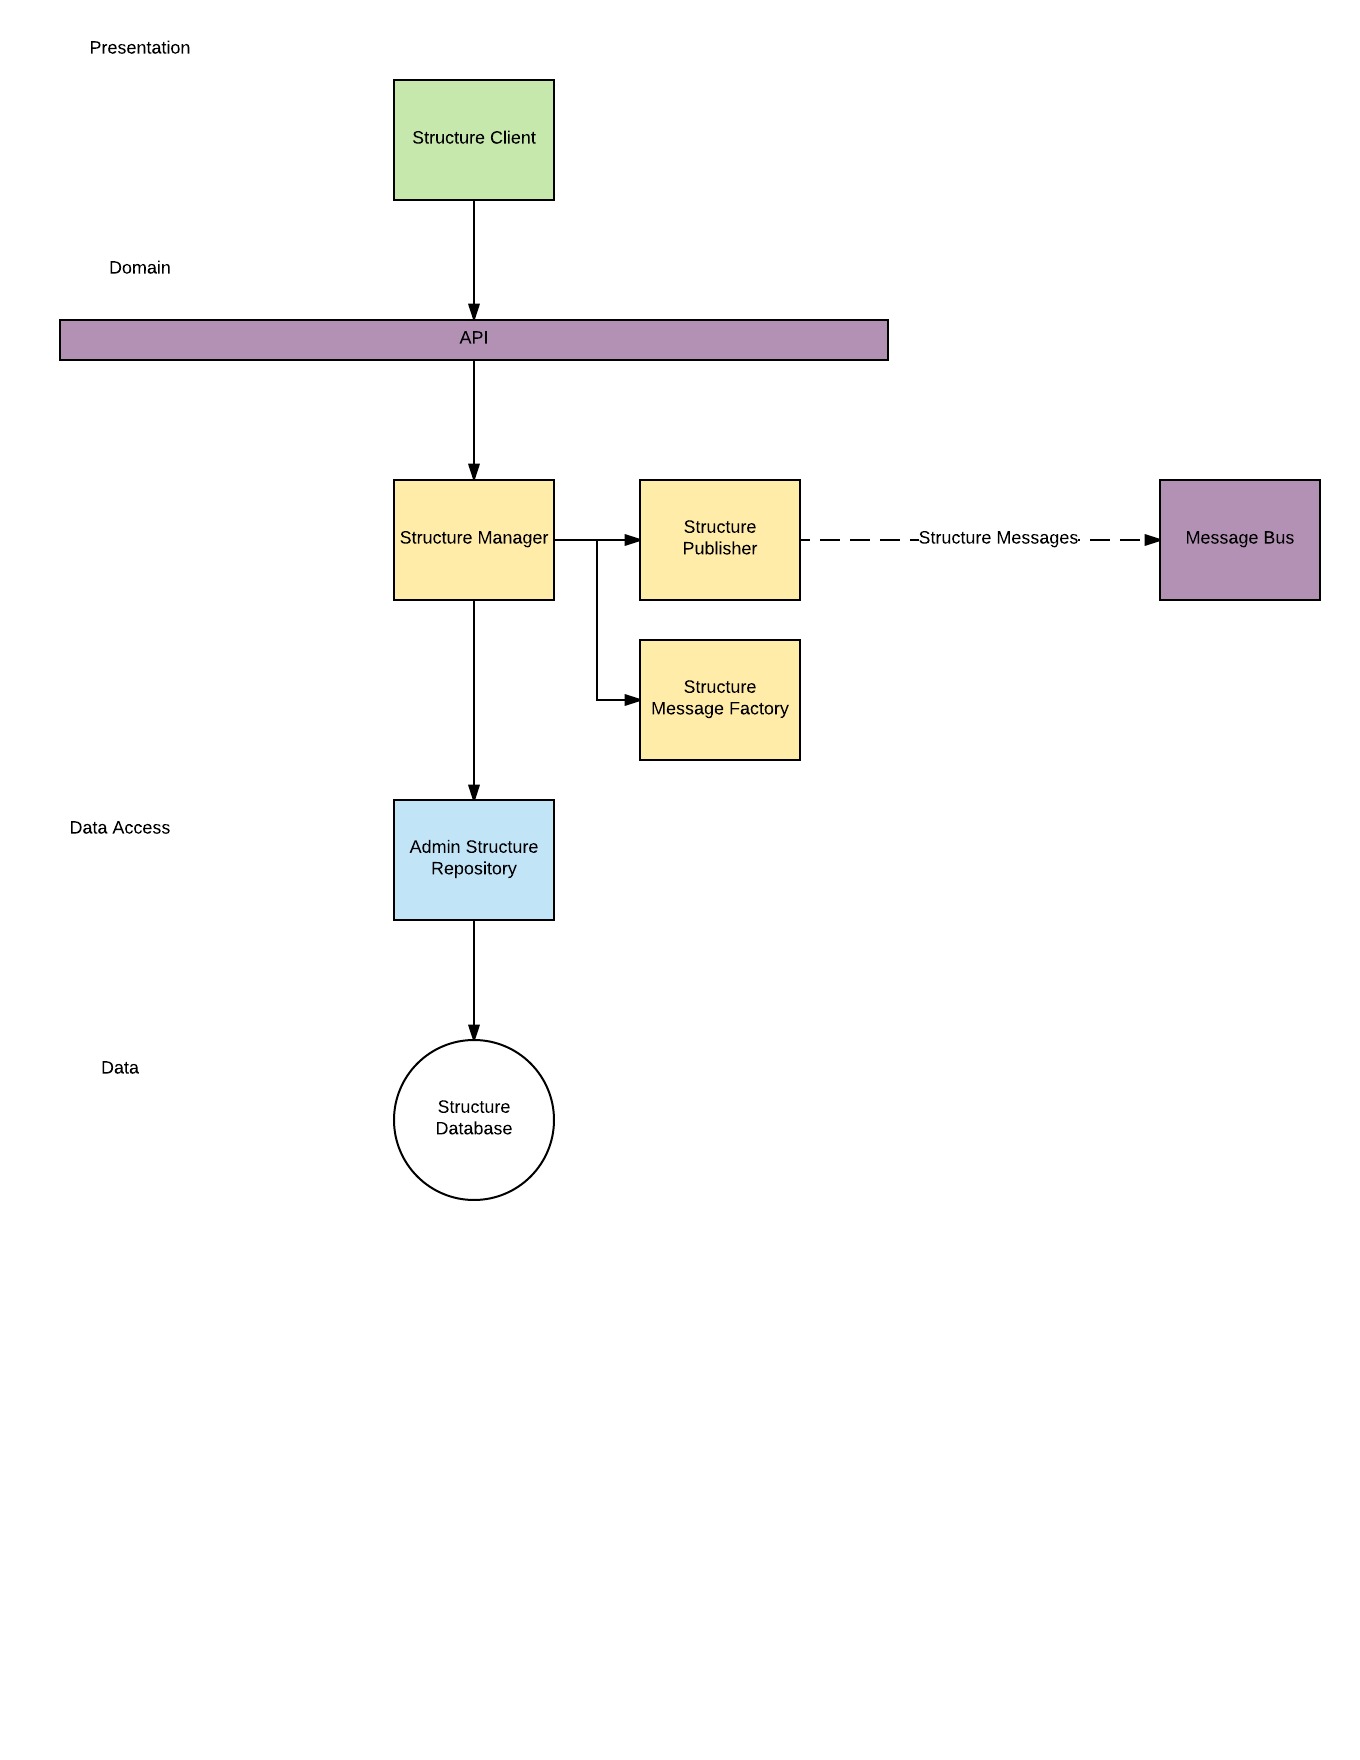 Presentation
Structure Client
Domain
API
Structure Manager
Structure
Publisher
Structure Messages
Message Bus
Structure
Message Factory
Data Access
Admin Structure
Repository
Data
Structure
Database